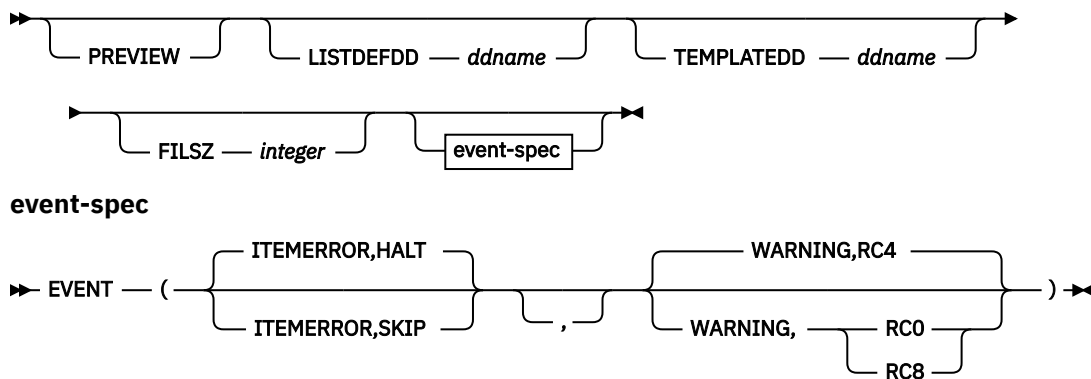 PREVIEW LISTDEFDD ddname TEMPLATEDD ddname
FILSZ integer event-spec
event-spec
ITEMERROR,HALT WARNING,RC4
EVENT ( )
ITEMERROR,SKIP , WARNING, RC0
RC8